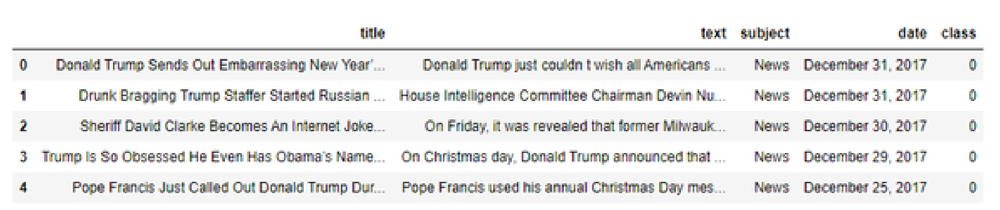 title text subject date class
0 Donald Trump Sends Out Embarrassing New Year'... Donald Trump just couldn t wish all Americans ... News December 31, 2017 0
1 Drunk Bragging Trump Staffer Started Russian ... House Intelligence Committee Chairman Devin Nu... News December 31, 2017 0
2 Sheriff David Clarke Becomes An Internet Joke... On Friday, it was revealed that former Milwauk... News December 30, 2017 0
3 Trump Is So Obsessed He Even Has Obama's Name... On Christmas day, Donald Trump announced that ... News December 29, 2017 0
4 Pope Francis Just Called Out Donald Trump Dur... Pope Francis used his annual Christmas Day mes... News December 25, 2017 0